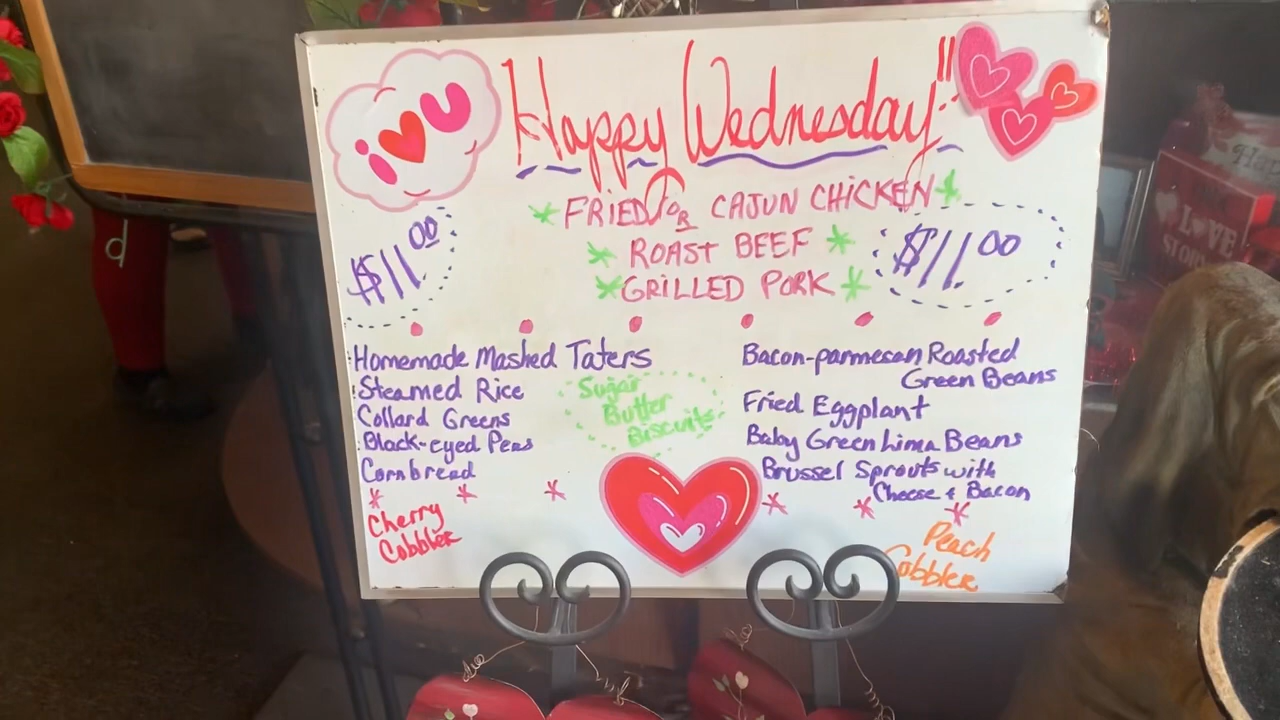 i U
Happy Wednesday!!
FRIED OR CAJUN CHICKEN
$11.00
ROAST BEEF
$11.00
GRILLED PORK
Homemade Mashed Taters
Steamed Rice
Collard Greens
Black-eyed Peas
Cornbread
Sugar
Butter
Biscuits
Bacon-parmesan Roasted
Green Beans
Fried Eggplant
Baby Green Lima Beans
Brussel Sprouts with
Cheese & Bacon
Cherry
Cobbler
Peach
Cobbler
d
LOVE
STORY